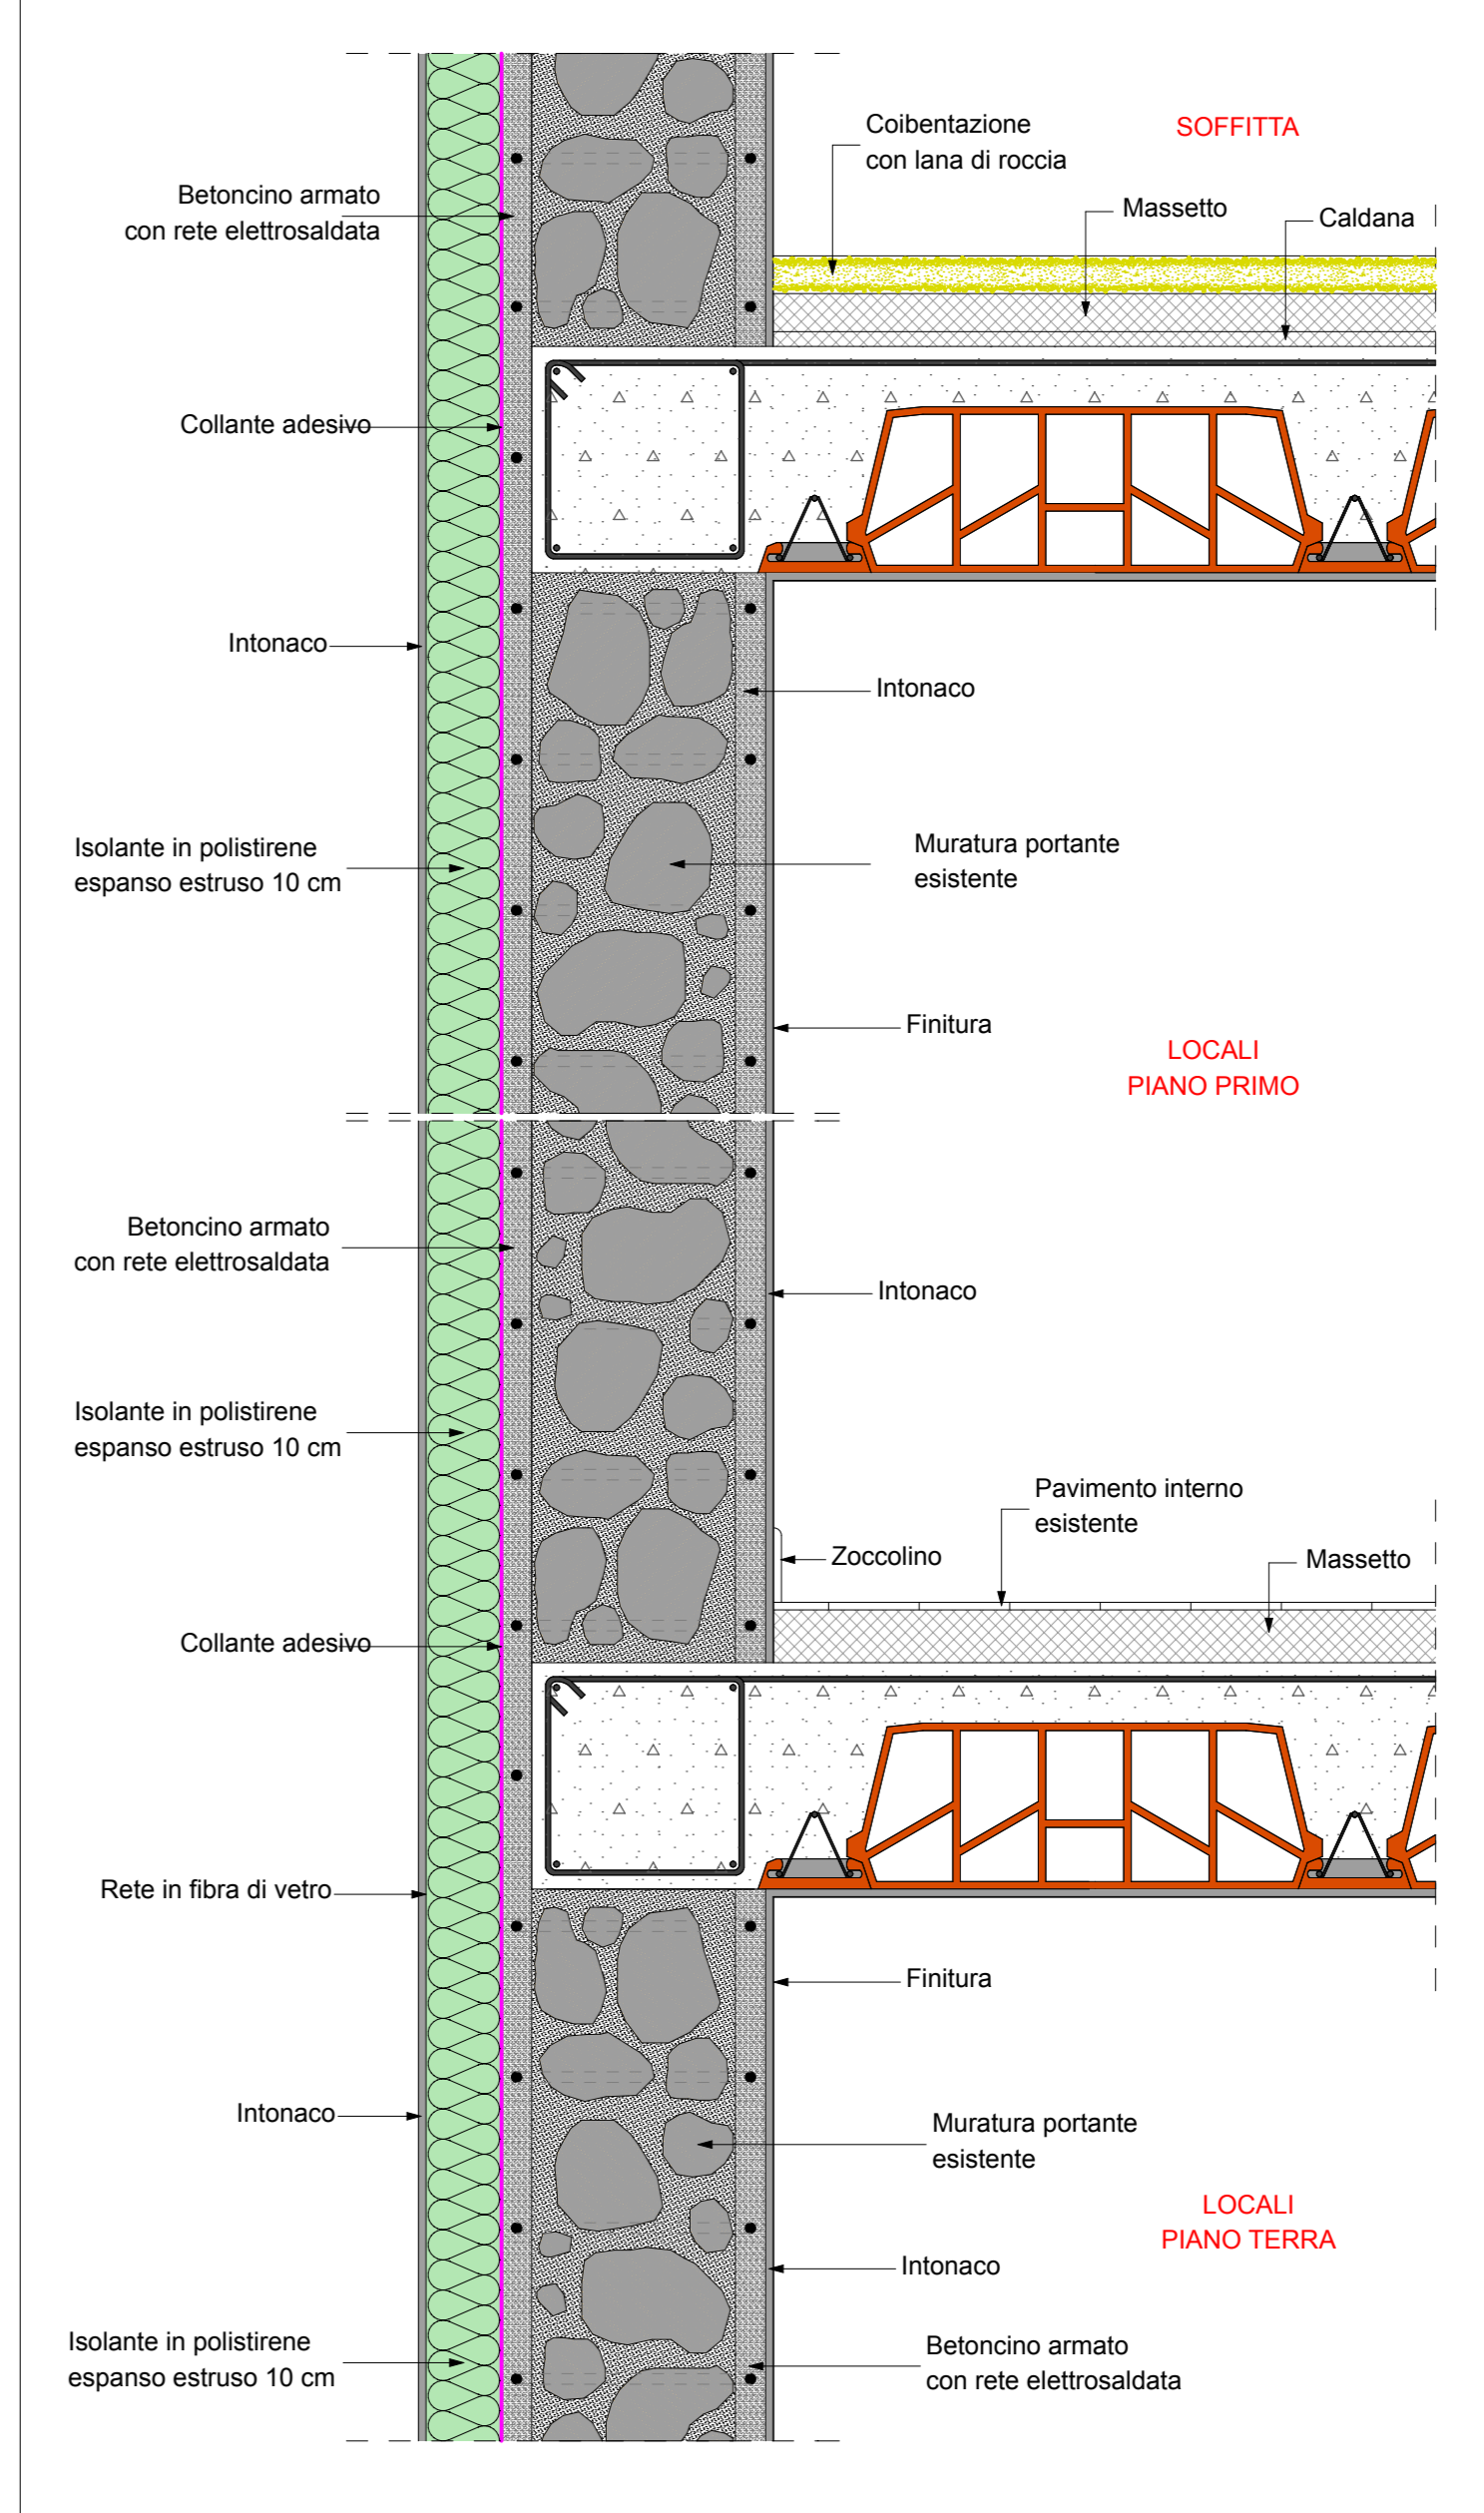 Coibentazione
con lana di roccia
SOFFITTA
Betoncino armato
con rete elettrosaldata
Massetto
Caldana
Collante adesivo
Intonaco
Intonaco
Isolante in polistirene
espanso estruso 10 cm
Muratura portante
esistente
Finitura
LOCALI
PIANO PRIMO
Betoncino armato
con rete elettrosaldata
Intonaco
Isolante in polistirene
espanso estruso 10 cm
Pavimento interno
esistente
Zoccolino
Massetto
Collante adesivo
Rete in fibra di vetro
Finitura
Intonaco
Muratura portante
esistente
LOCALI
PIANO TERRA
Intonaco
Isolante in polistirene
espanso estruso 10 cm
Betoncino armato
con rete elettrosaldata